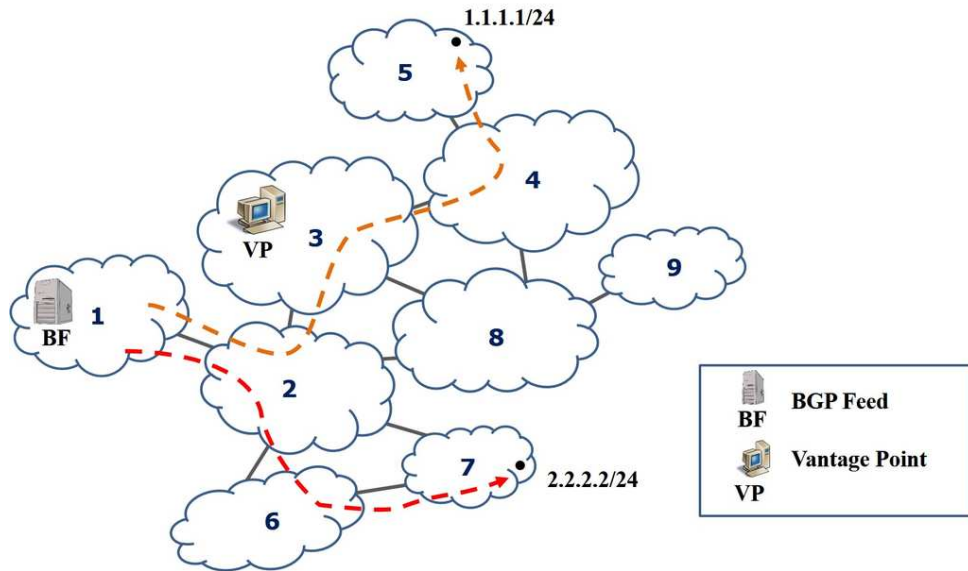 1.1.1.1/24
5
4
VP
3
9
1
BF
8
2
7
2.2.2.2/24
6
BF
BGP Feed
VP
Vantage Point